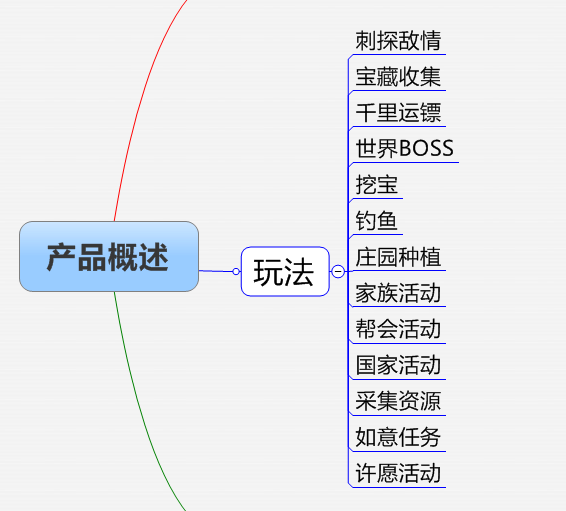 产品概述
玩法
刺探敌情
宝藏收集
千里运镖
世界BOSS
挖宝
钓鱼
庄园种植
家族活动
帮会活动
国家活动
采集资源
如意任务
许愿活动